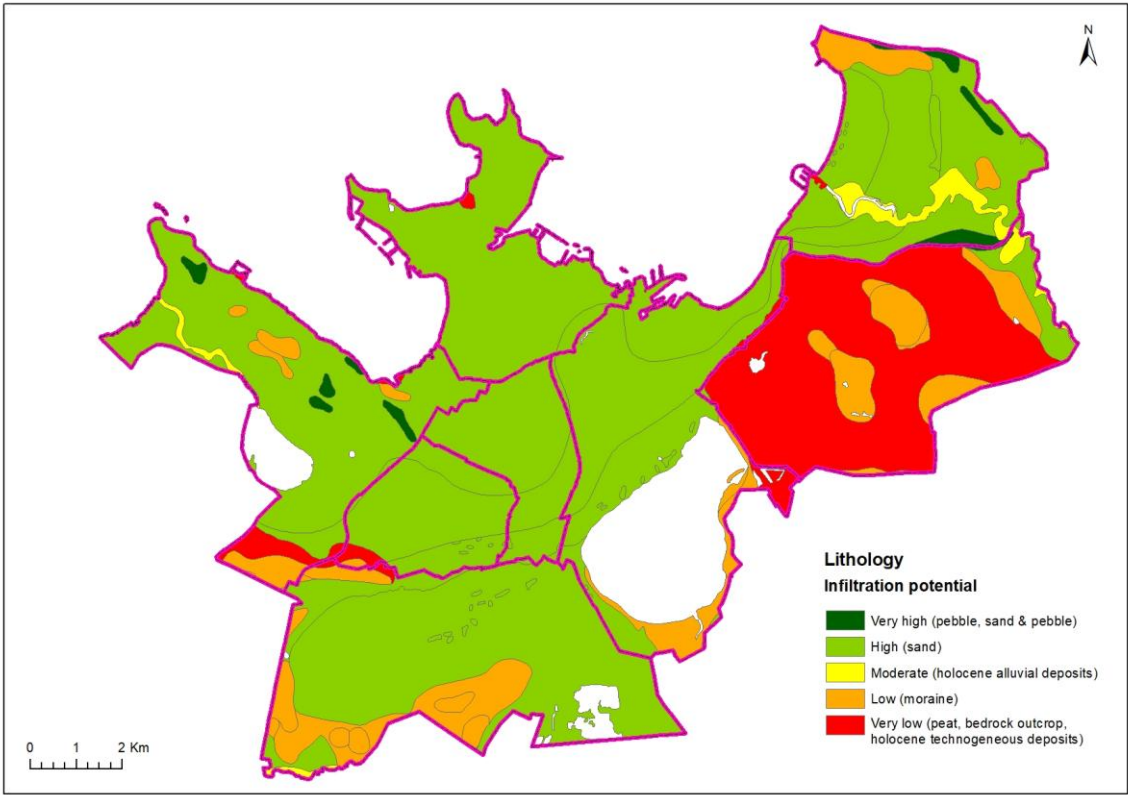 N
Lithology
Infiltration potential
Very high (pebble, sand & pebble)
High (sand)
Moderate (holocene alluvial deposits)
Low (moraine)
Very low (peat, bedrock outcrop,
holocene technogeneous deposits)
0 1 2 Km